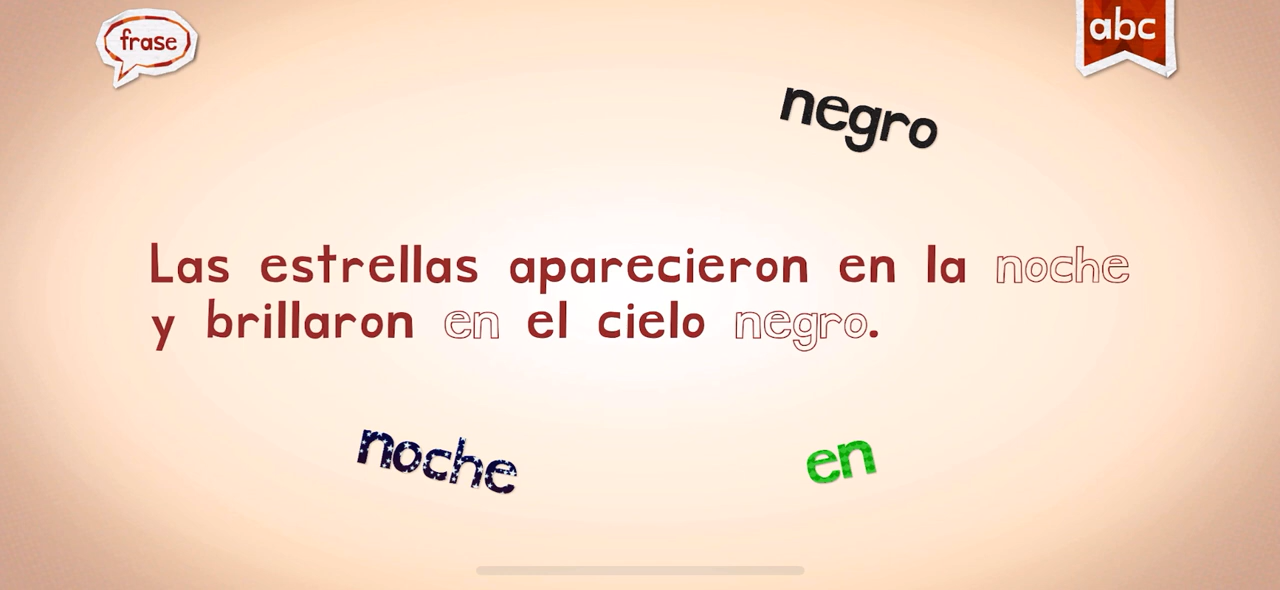 frase
abc
negro
Las estrellas aparecieron en la noche
y brillaron en el cielo negro.
noche
en